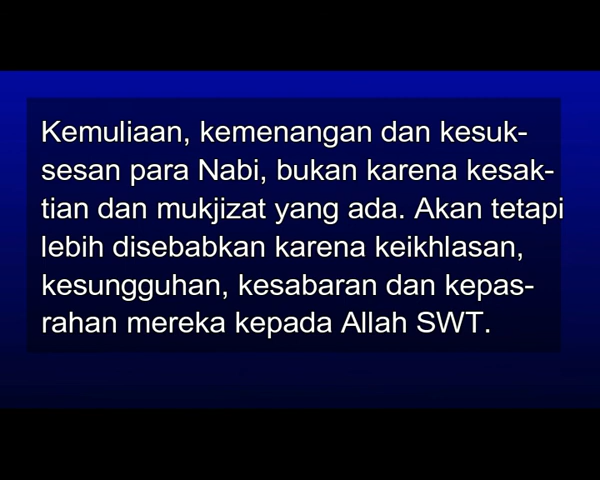 Kemuliaan, kemenangan dan kesuk-
sesan para Nabi, bukan karena kesak-
tian dan mukjizat yang ada. Akan tetapi
lebih disebabkan karena keikhlasan,
kesungguhan, kesabaran dan kepas-
rahan mereka kepada Allah SWT.